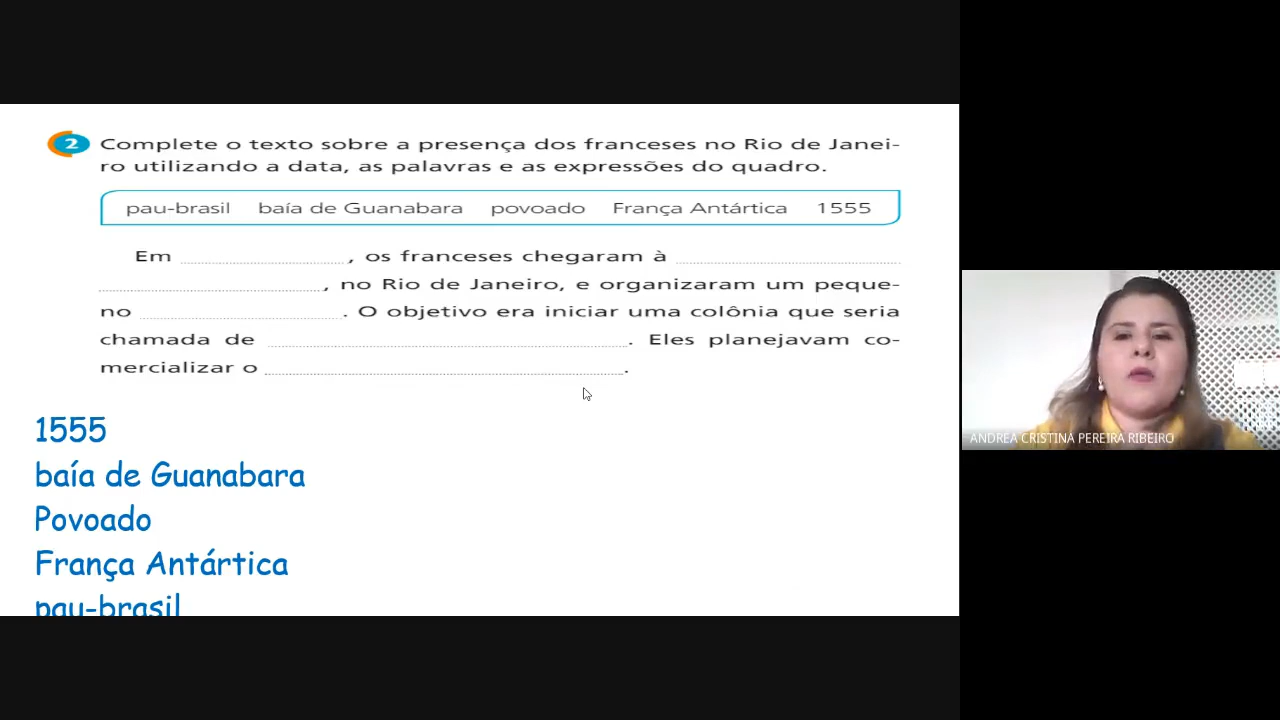 2 Complete o texto sobre a presença dos franceses no Rio de Janei-
ro utilizando a data, as palavras e as expressões do quadro.
pau-brasil baía de Guanabara povoado França Antártica 1555
Em , os franceses chegaram à
, no Rio de Janeiro, e organizaram um peque-
no . O objetivo era iniciar uma colônia que seria
chamada de . Eles planejavam co-
mercializar o .
1555
baía de Guanabara
Povoado
França Antártica
pau-brasil
ANDRÉA CRISTINA PEREIRA RIBEIRO